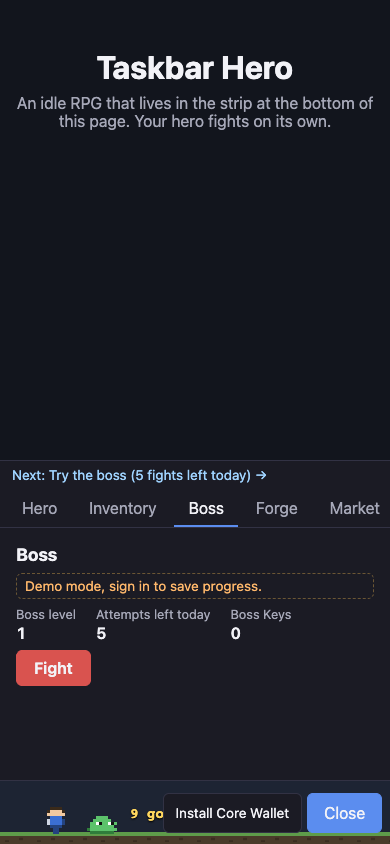 Taskbar Hero
An idle RPG that lives in the strip at the bottom of
this page. Your hero fights on its own.
Next: Try the boss (5 fights left today) →
Hero Inventory Boss Forge Market
Boss
Demo mode, sign in to save progress.
Boss level Attempts left today Boss Keys
1 5 0
Fight
9 go Install Core Wallet Close